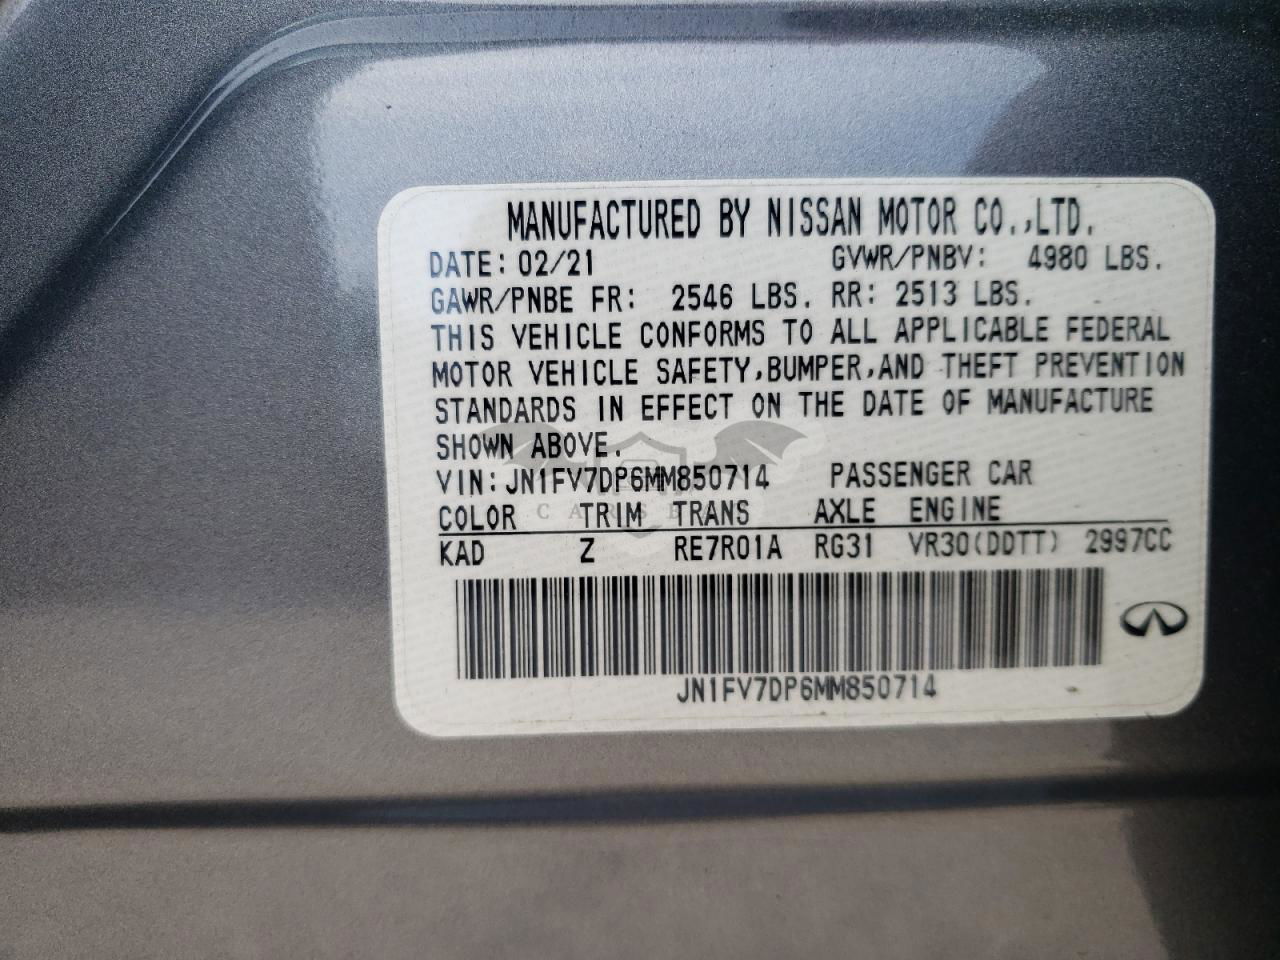 MANUFACTURED BY NISSAN MOTOR CO.,LTD.
DATE: 02/21 GVWR/PNBV: 4980 LBS.
GAWR/PNBE FR: 2546 LBS. RR: 2513 LBS.
THIS VEHICLE CONFORMS TO ALL APPLICABLE FEDERAL
MOTOR VEHICLE SAFETY,BUMPER,AND THEFT PREVENTION
STANDARDS IN EFFECT ON THE DATE OF MANUFACTURE
SHOWN ABOVE.
VIN:JN1FV7DP6MM850714 PASSENGER CAR
COLOR TRIM TRANS AXLE ENGINE
KAD Z RE7R01A RG31 VR30(DDTT) 2997CC
JN1FV7DP6MM850714